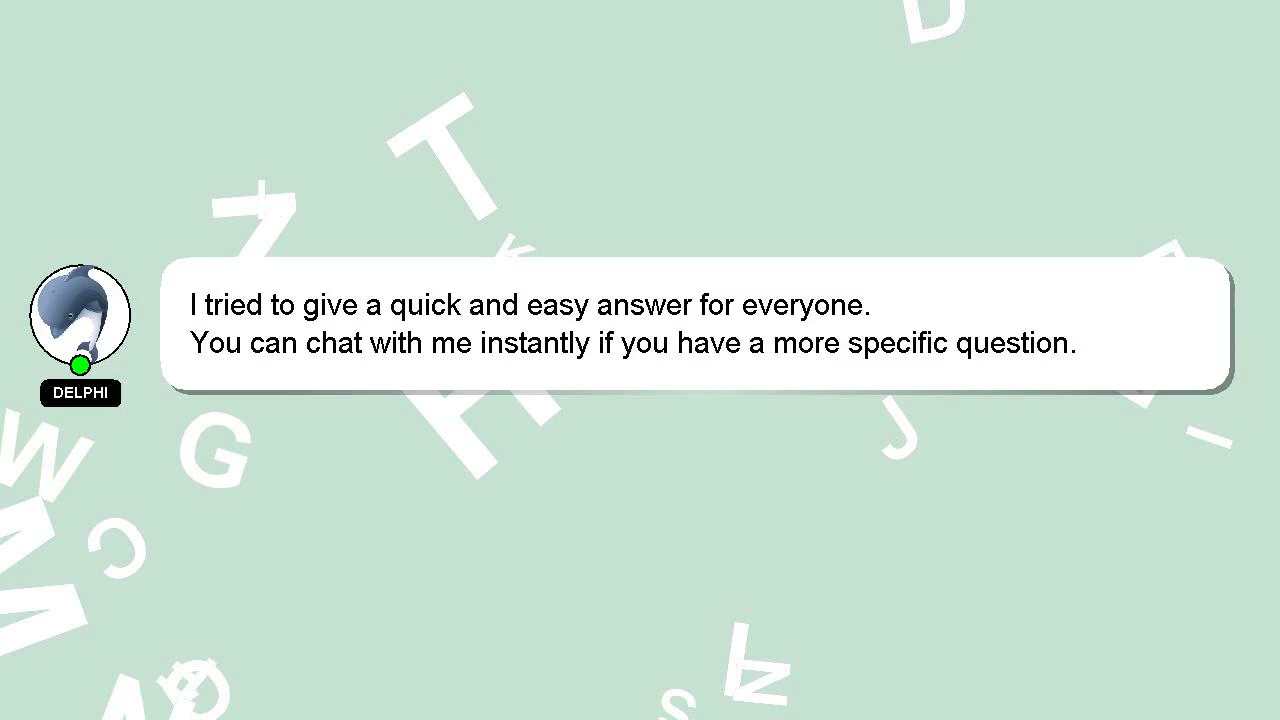 D
T
Z
I
K
I tried to give a quick and easy answer for everyone.
You can chat with me instantly if you have a more specific question.
DELPHI
H
J
W
G
I
C
M
S
Z